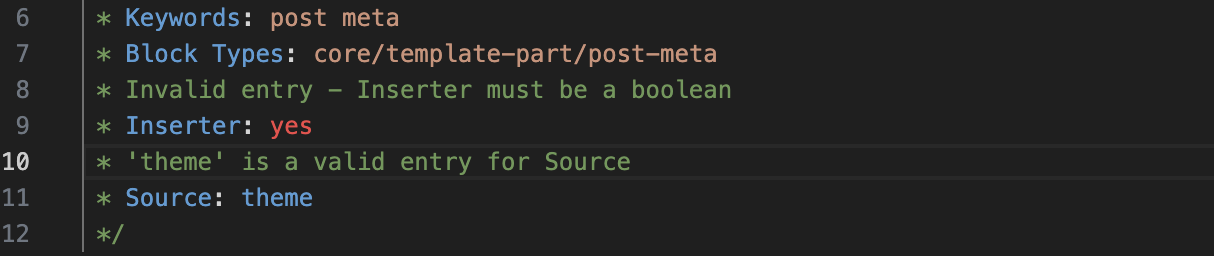 6 * Keywords: post meta
7 * Block Types: core/template-part/post-meta
8 * Invalid entry - Inserter must be a boolean
9 * Inserter: yes
10 * 'theme' is a valid entry for Source
11 * Source: theme
12 */